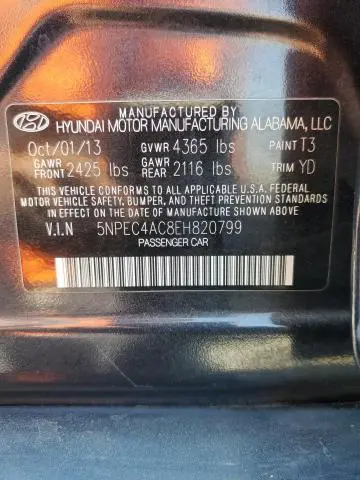 MANUFACTURED BY
HYUNDAI MOTOR MANUFACTURING ALABAMA, LLC
Oct/01/13 GVWR 4365 lbs PAINT T3
GAWR FRONT 2425 lbs GAWR REAR 2116 lbs TRIM YD
THIS VEHICLE CONFORMS TO ALL APPLICABLE U.S.A. FEDERAL
MOTOR VEHICLE SAFETY, BUMPER, AND THEFT PREVENTION STANDARDS
IN EFFECT ON THE DATE OF MANUFACTURE SHOWN ABOVE.
V.I.N 5NPEC4AC8EH820799
PASSENGER CAR